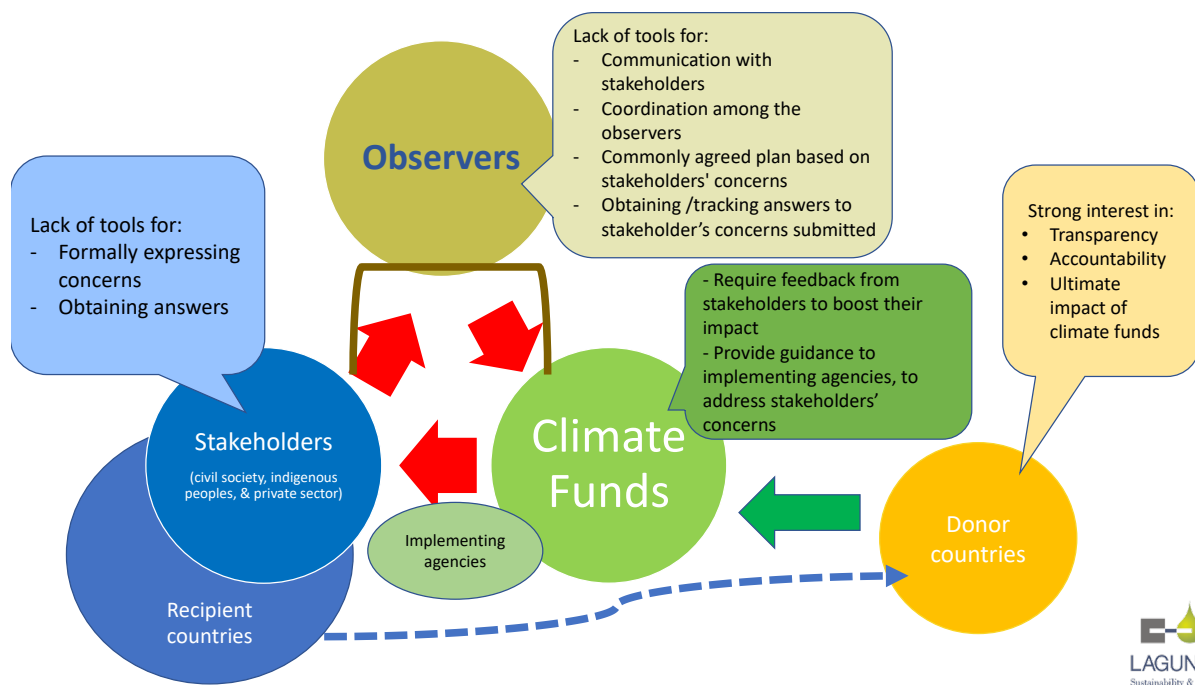 Lack of tools for:
- Communication with
stakeholders
- Coordination among the
observers
- Commonly agreed plan based on
stakeholders' concerns
- Obtaining /tracking answers to
stakeholder’s concerns submitted
Observers
Lack of tools for:
- Formally expressing
concerns
- Obtaining answers
Strong interest in:
• Transparency
• Accountability
• Ultimate
impact of
climate funds
- Require feedback from
stakeholders to boost their
impact
- Provide guidance to
implementing agencies, to
address stakeholders’
concerns
Stakeholders
(civil society, indigenous
peoples, & private sector)
Climate
Funds
Implementing
agencies
Donor
countries
Recipient
countries
LAGUN
Sustainability &